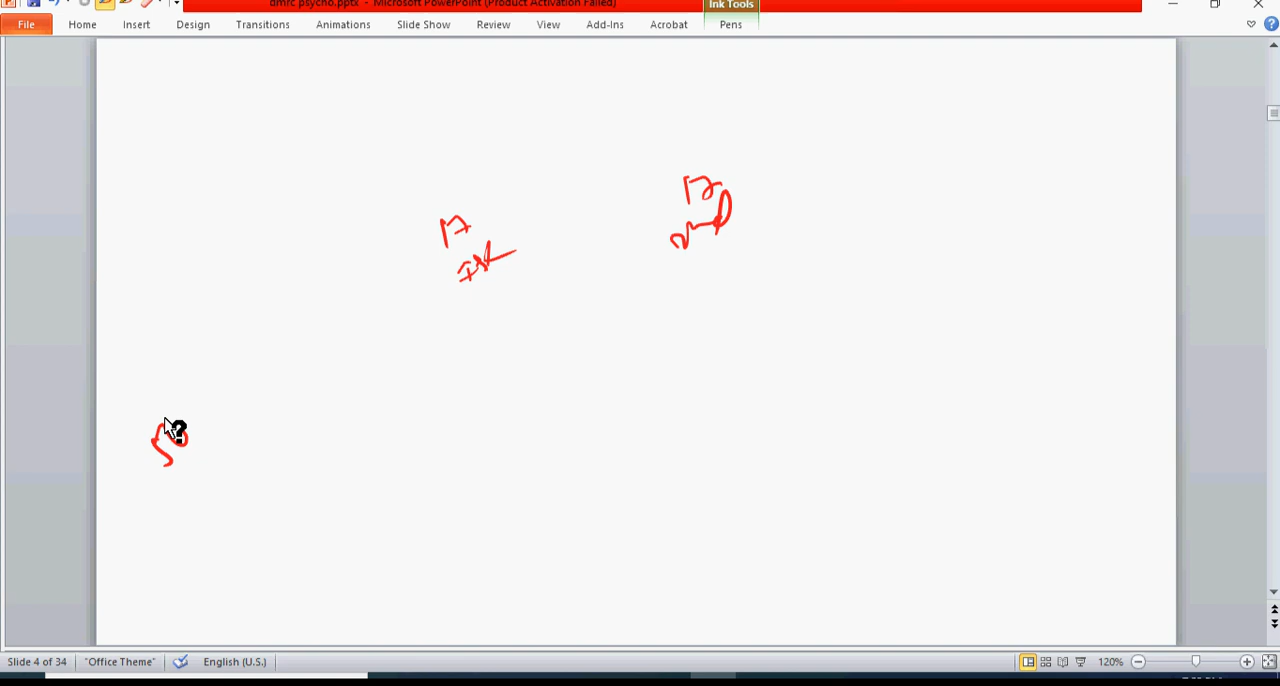 dmrc psycho.pptx - Microsoft PowerPoint (Product Activation Failed)
Ink Tools
File Home Insert Design Transitions Animations Slide Show Review View Add-Ins Acrobat Pens
17
Slide 4 of 34 "Office Theme" English (U.S.) 120%